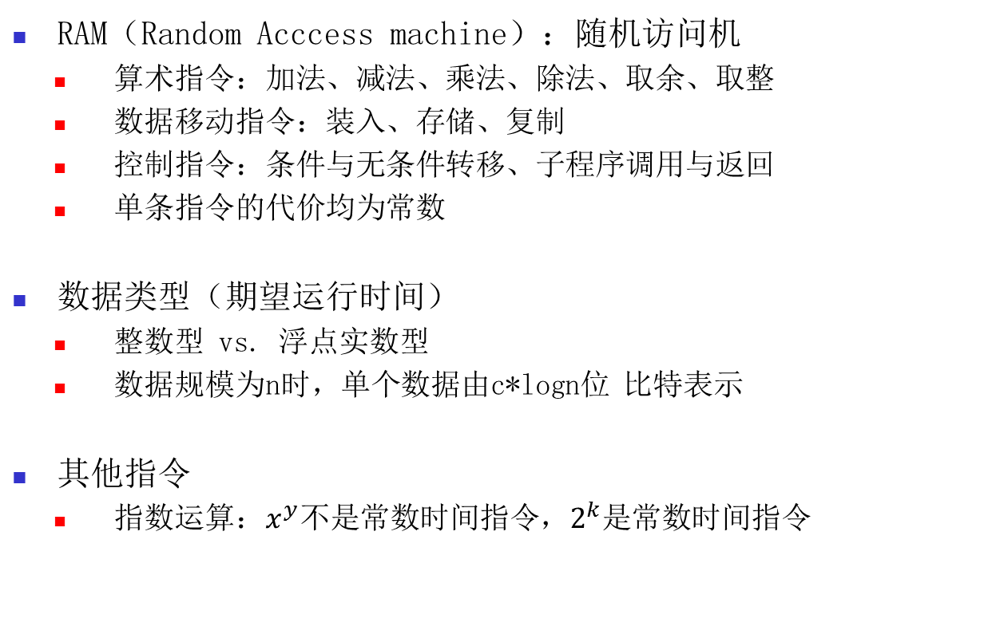 RAM（Random Acccess machine）：随机访问机
算术指令：加法、减法、乘法、除法、取余、取整
数据移动指令：装入、存储、复制
控制指令：条件与无条件转移、子程序调用与返回
单条指令的代价均为常数
数据类型（期望运行时间）
整数型 vs. 浮点实数型
数据规模为n时，单个数据由c*logn位 比特表示
其他指令
指数运算：x^y不是常数时间指令，2^k是常数时间指令